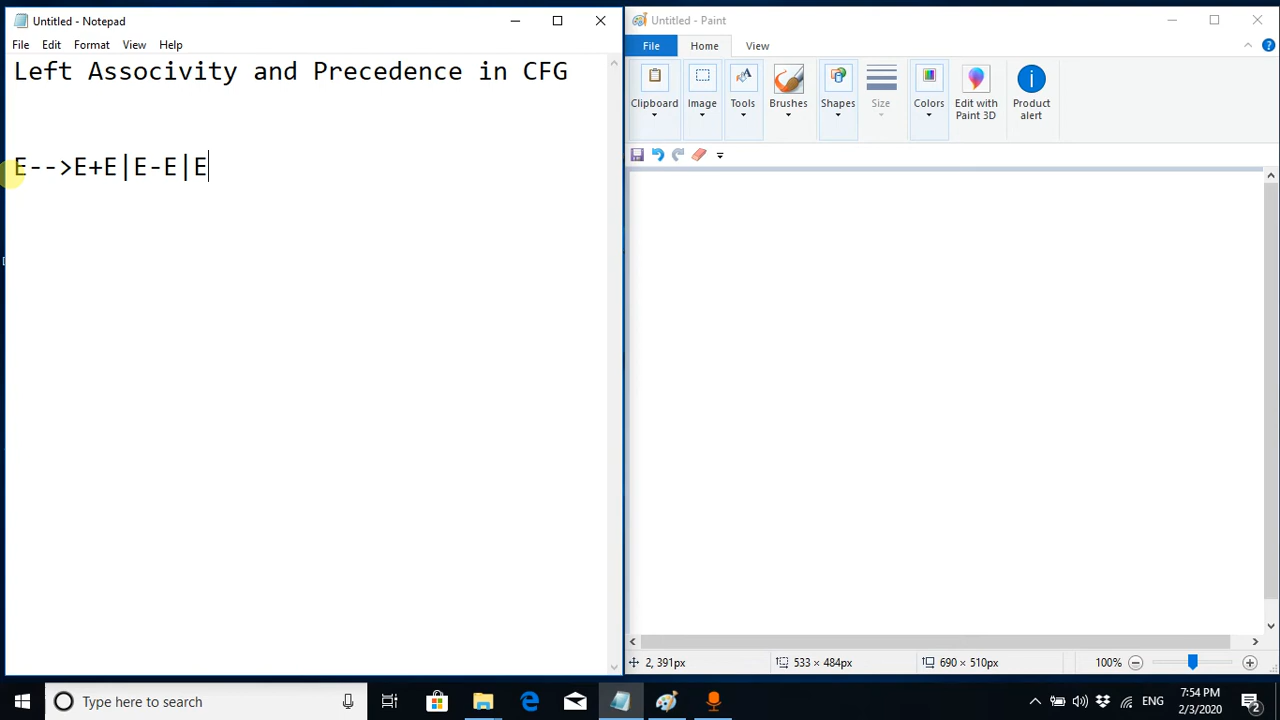 Untitled - Notepad
File Edit Format View Help
Left Associvity and Precedence in CFG
E-->E+E|E-E|E
Untitled - Paint
File Home View
Clipboard Image Tools Brushes Shapes Size Colors Edit with Paint 3D Product alert
2, 391px 533 × 484px 690 × 510px 100%
Type here to search
ENG
7:54 PM
2/3/2020
2